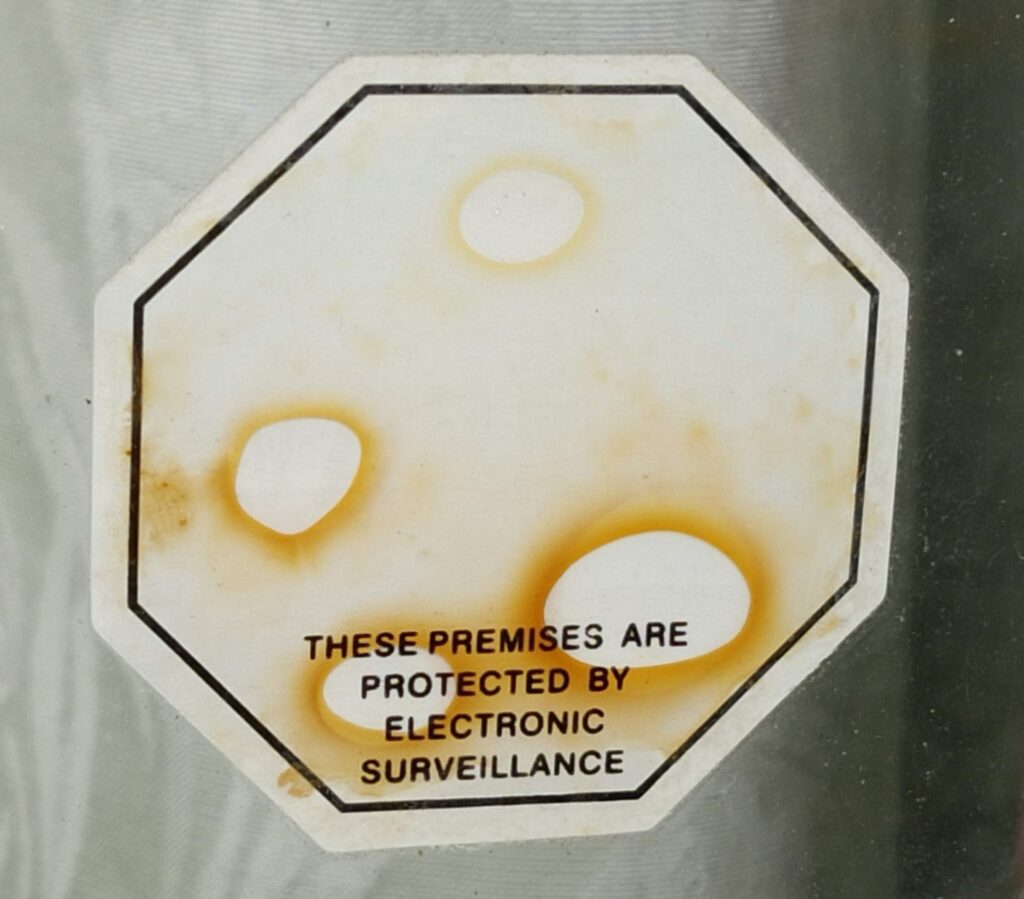 THESE PREMISES ARE
PROTECTED BY
ELECTRONIC
SURVEILLANCE